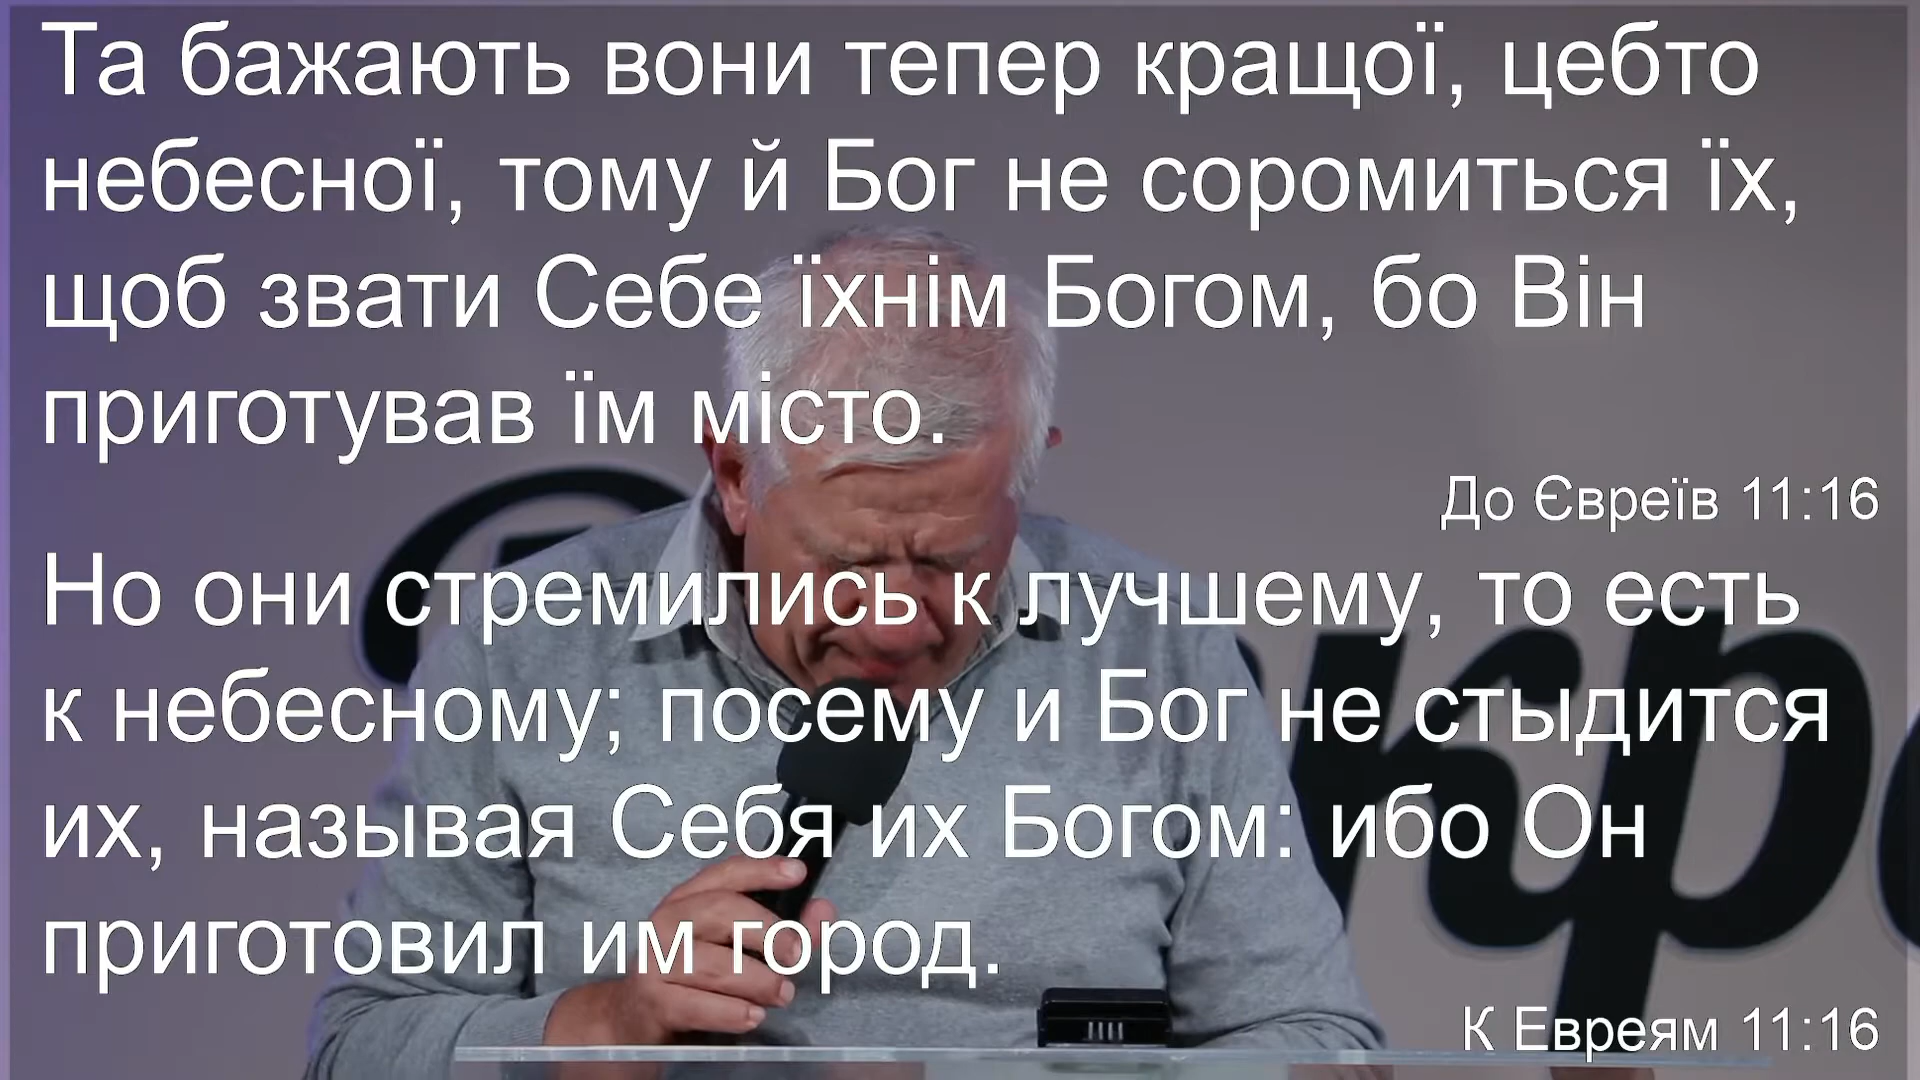 Та бажають вони тепер кращої, цебто
небесної, тому й Бог не соромиться їх,
щоб звати Себе їхнім Богом, бо Він
приготував їм місто.
До Євреїв 11:16
Но они стремились к лучшему, то есть
к небесному; посему и Бог не стыдится
их, называя Себя их Богом: ибо Он
приготовил им город.
К Евреям 11:16